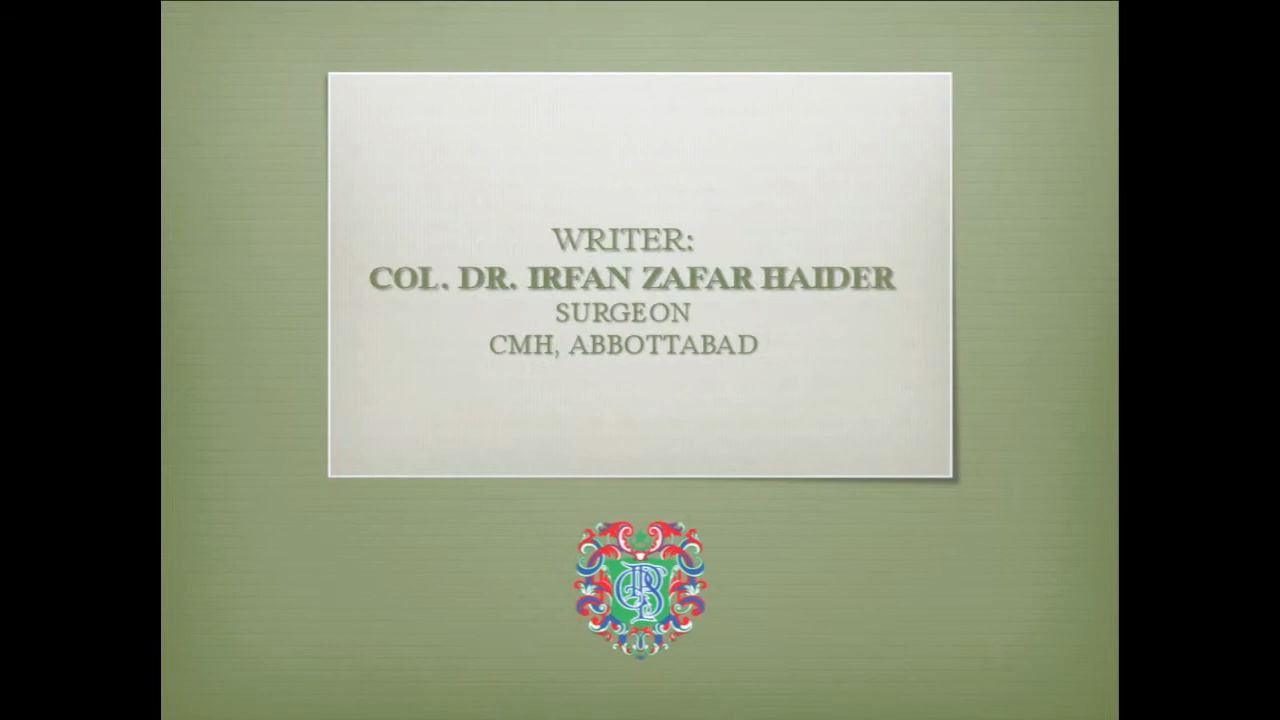 WRITER:
COL. DR. IRFAN ZAFAR HAIDER
SURGEON
CMH, ABBOTTABAD